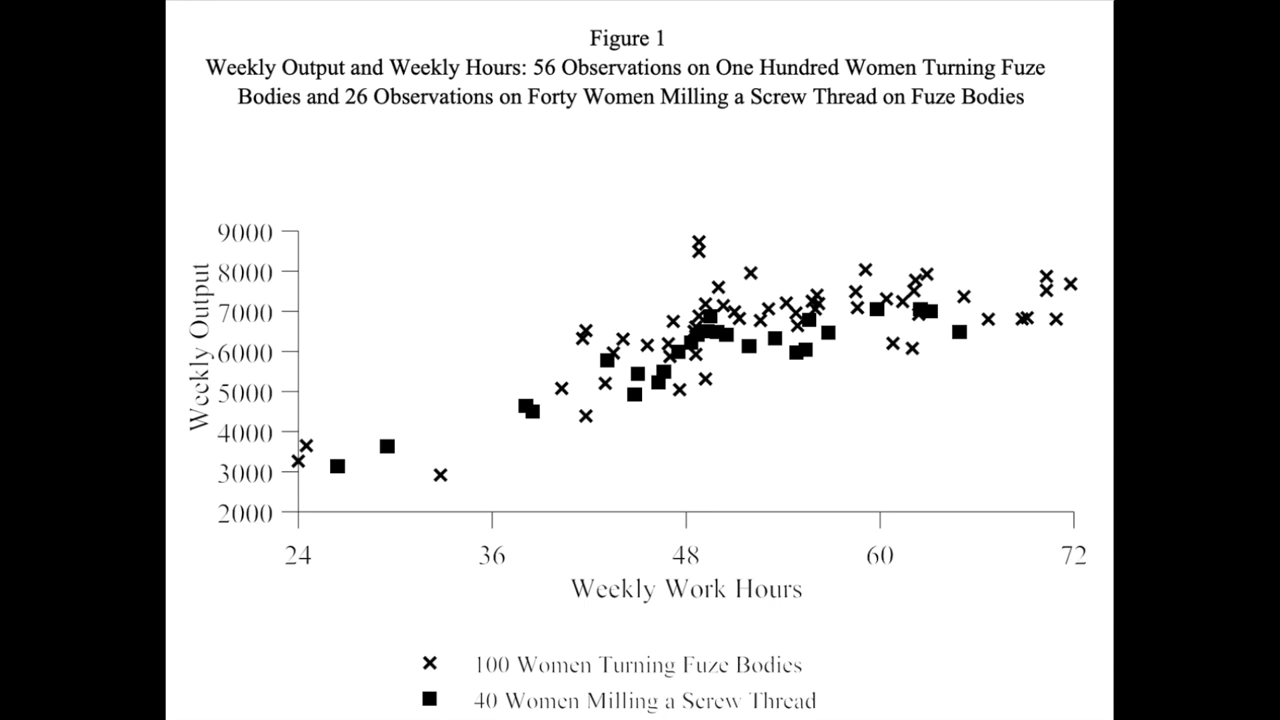 Figure 1
Weekly Output and Weekly Hours: 56 Observations on One Hundred Women Turning Fuze
Bodies and 26 Observations on Forty Women Milling a Screw Thread on Fuze Bodies
Weekly Output
9000
8000
7000
6000
5000
4000
3000
2000
24 36 48 60 72
Weekly Work Hours
100 Women Turning Fuze Bodies
40 Women Milling a Screw Thread